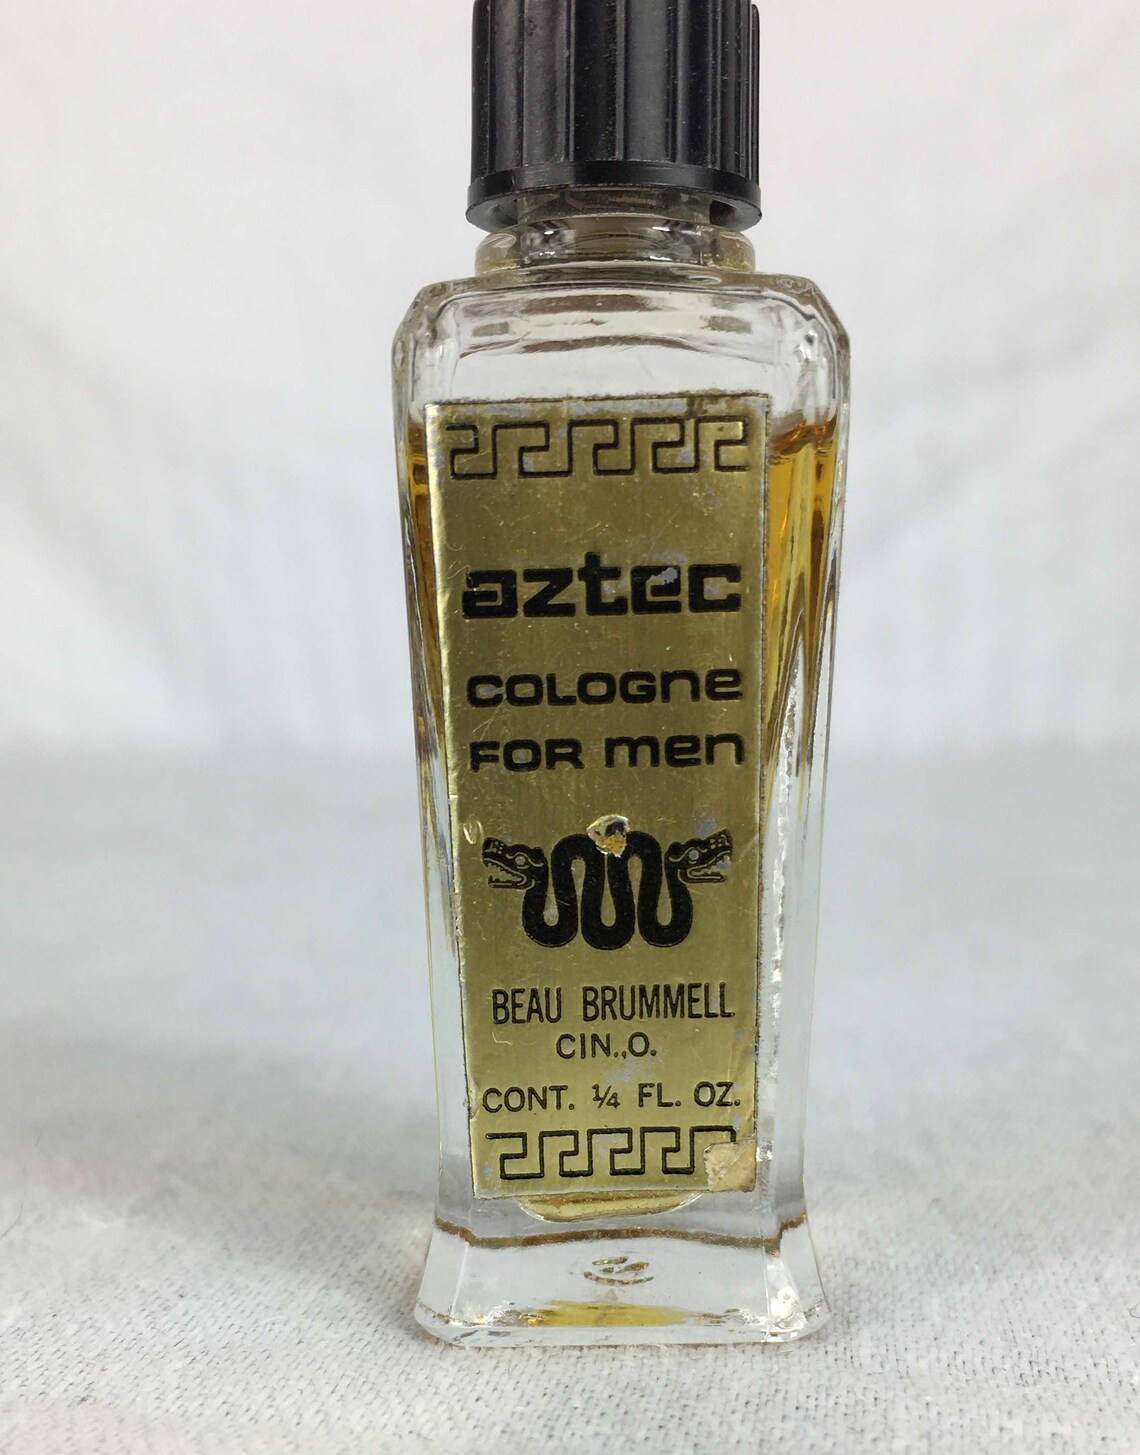 aztec
COLOGne
FOR men
BEAU BRUMMELL
CIN.,O.
CONT. ¼ FL. OZ.